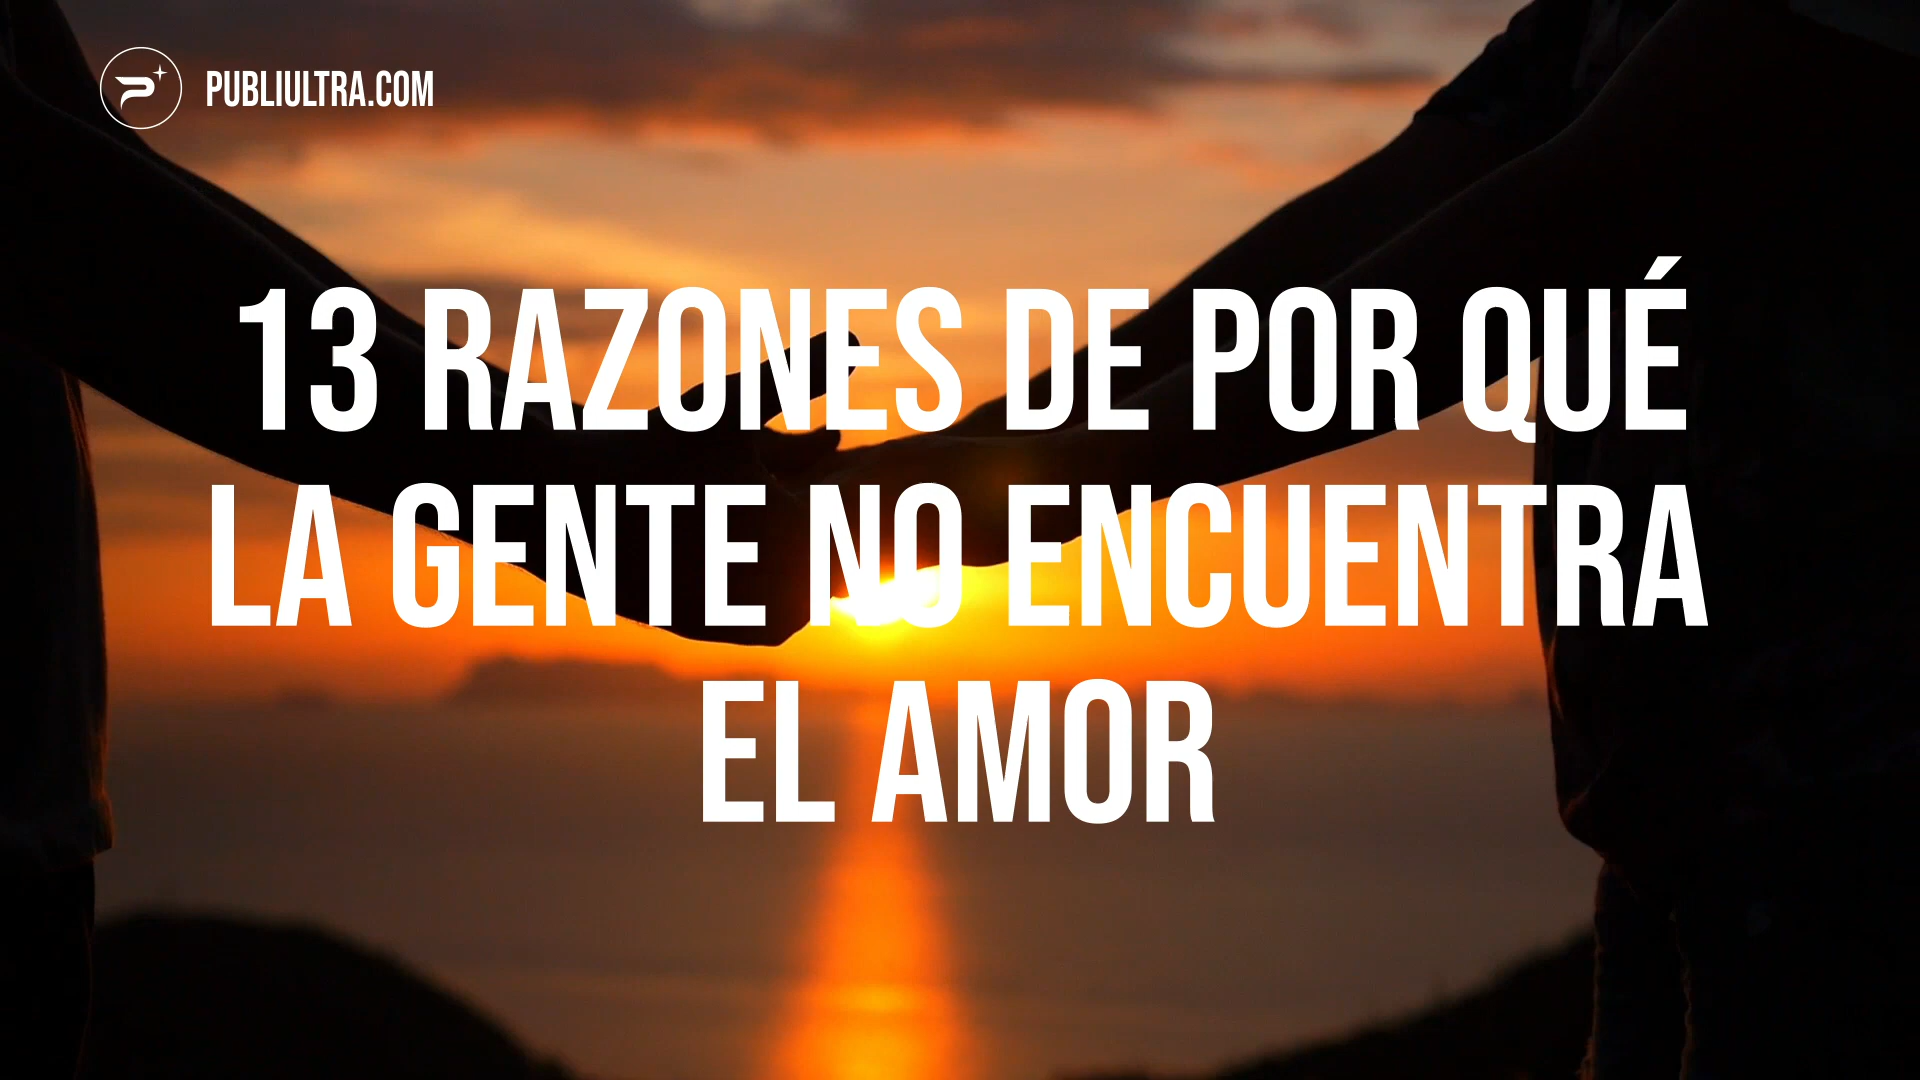 PUBLIULTRA.COM
13 RAZONES DE POR QUÉ
LA GENTE NO ENCUENTRA
EL AMOR